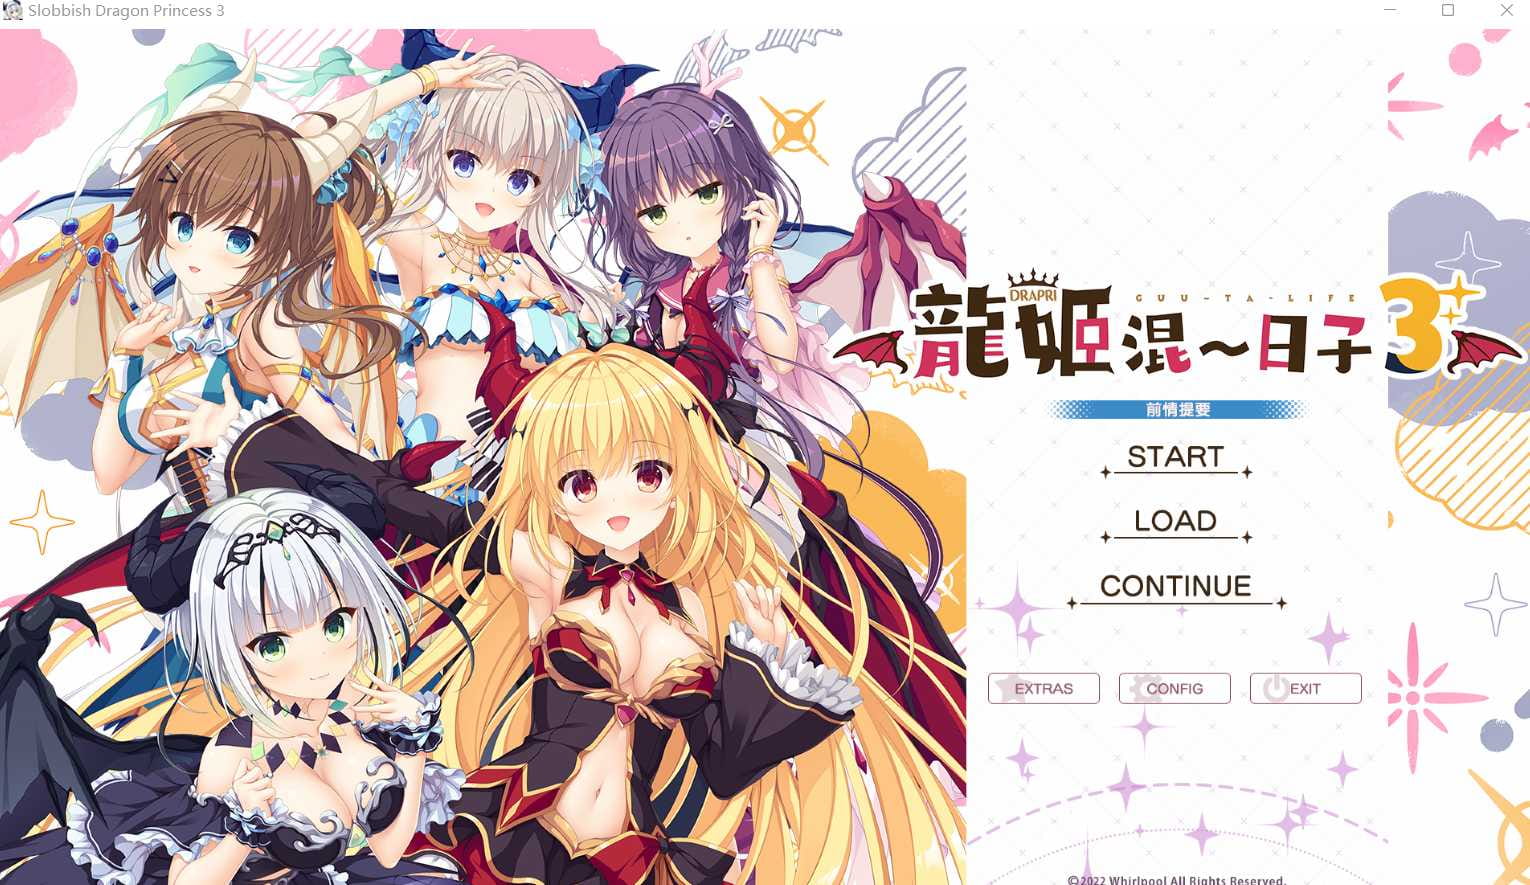 Slobbish Dragon Princess 3
DRAPRI
GUU~TA-LIFE
龍姬混～日子3
前情提要
START
LOAD
CONTINUE
EXTRAS CONFIG EXIT
©2022 Whirlpool All Rights Reserved.